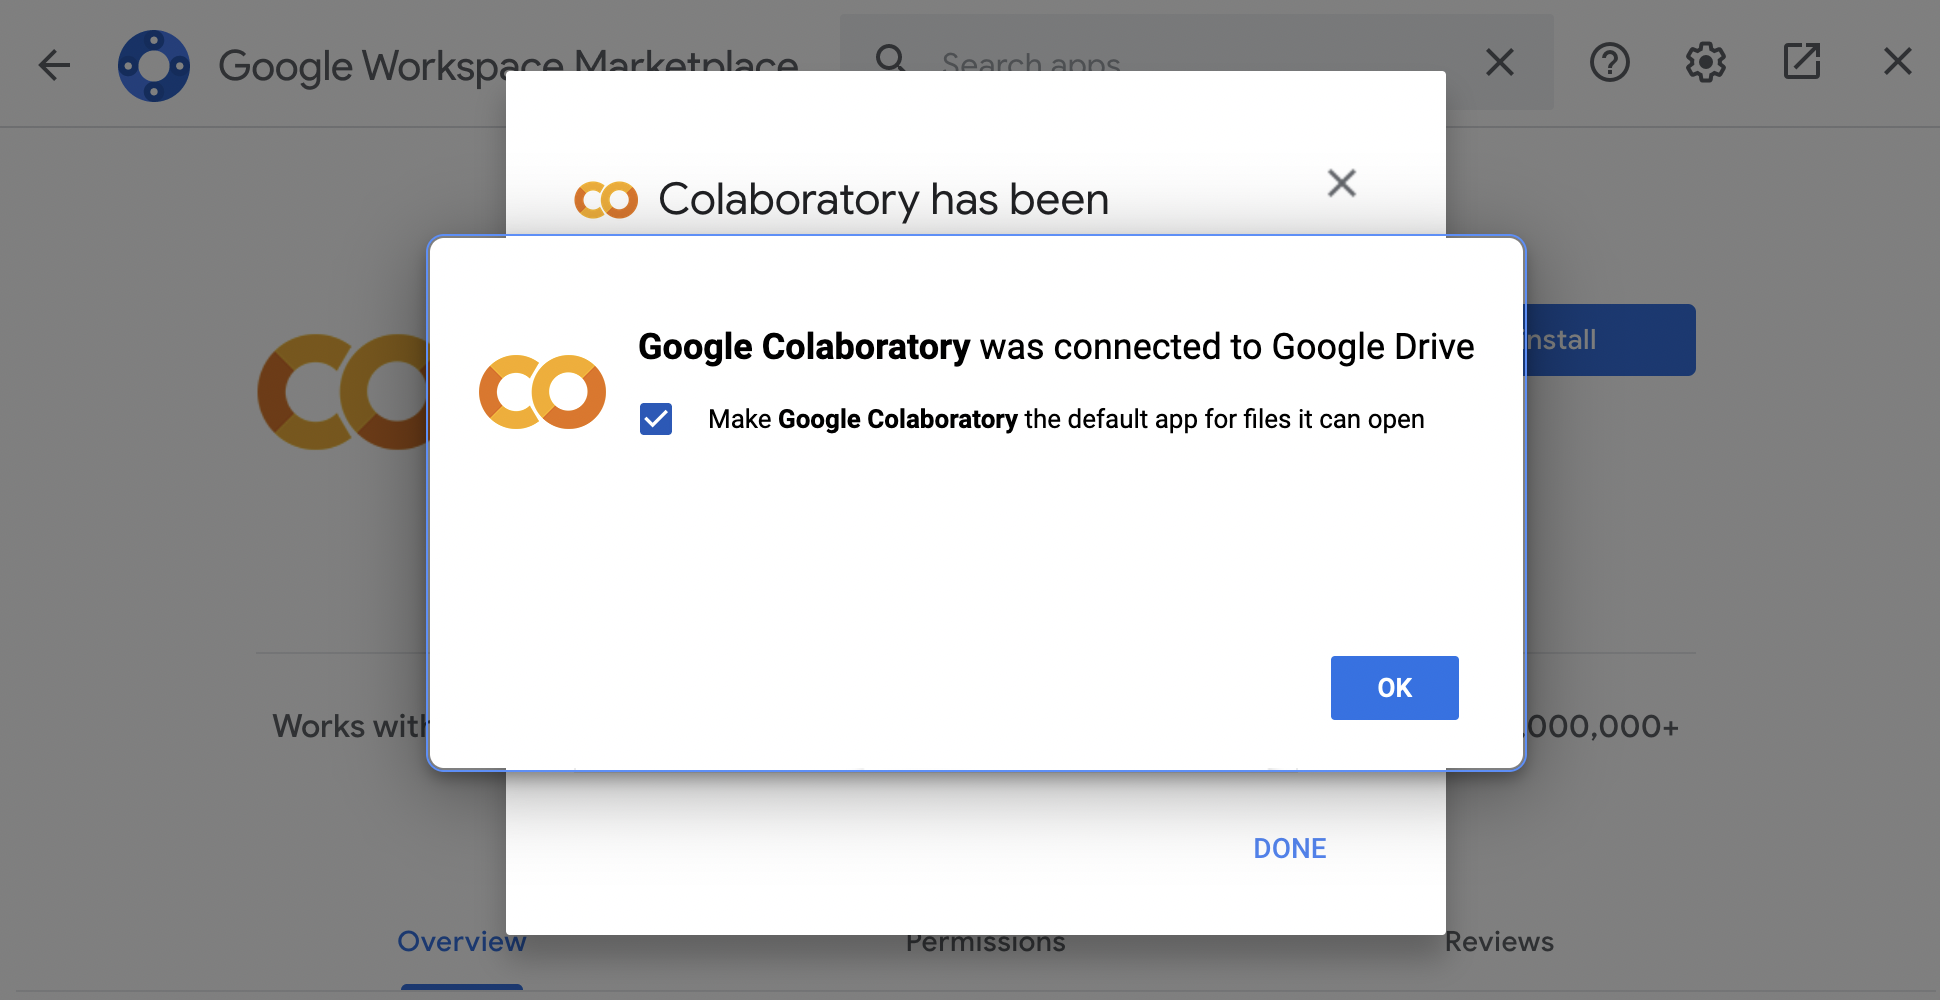 Google Workspace Marketplace
Search apps
Colaboratory has been
Google Colaboratory was connected to Google Drive
Make Google Colaboratory the default app for files it can open
nstall
OK
Works with
,000,000+
DONE
Overview
Permissions
Reviews